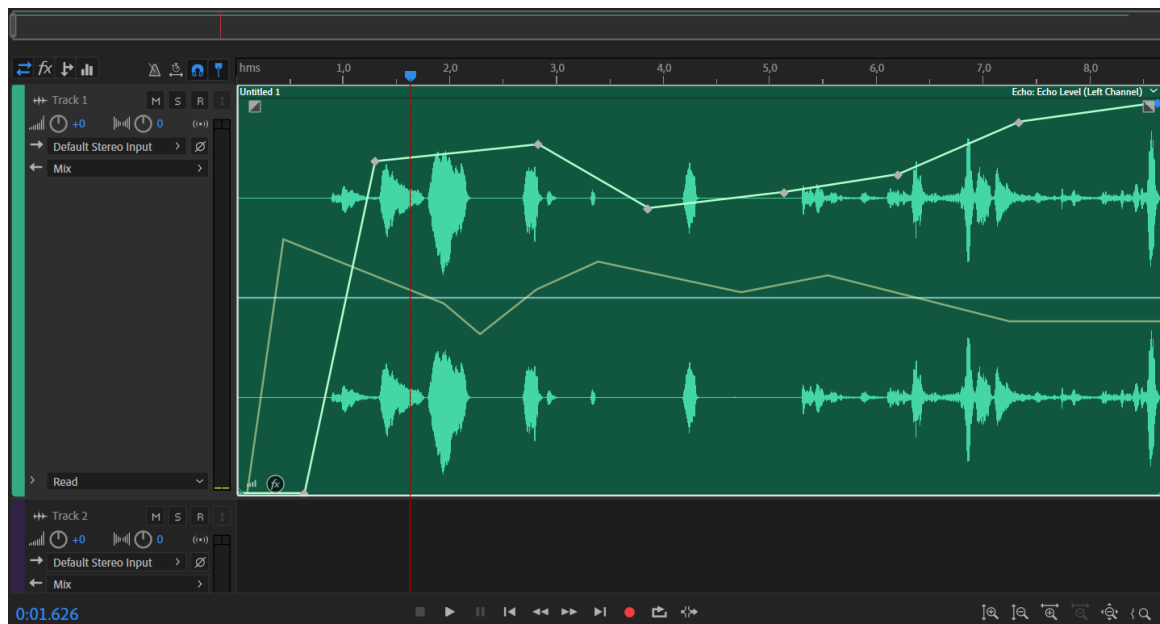 fx
hms 1,0 2,0 3,0 4,0 5,0 6,0 7,0 8,0
Track 1 M S R I
+0 0
Default Stereo Input
Mix
Untitled 1 Echo: Echo Level (Left Channel)
Read
fx
Track 2 M S R I
+0 0
Default Stereo Input
Mix
0:01.626